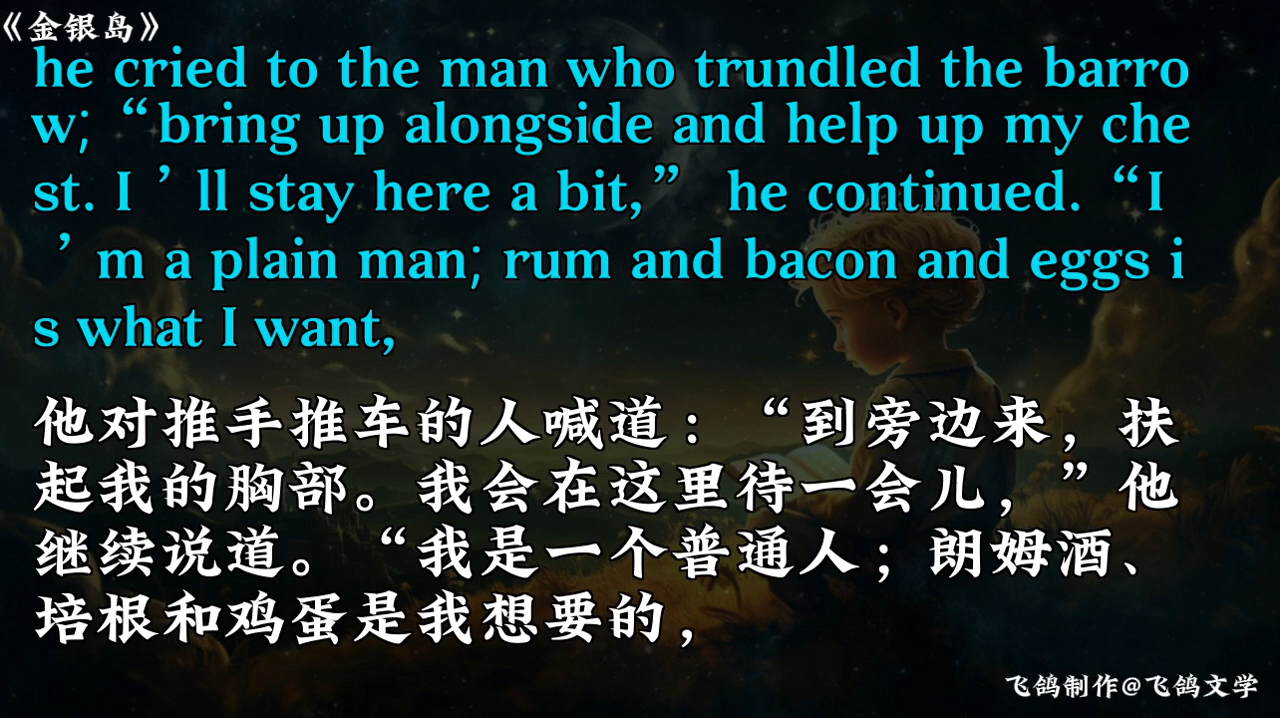 《金银岛》
he cried to the man who trundled the barro
w; “bring up alongside and help up my che
st. I ’ ll stay here a bit,” he continued. “I
’ m a plain man; rum and bacon and eggs i
s what I want,
他对推手推车的人喊道：“到旁边来，扶
起我的胸部。我会在这里待一会儿，”他
继续说道。“我是一个普通人；朗姆酒、
培根和鸡蛋是我想要的，
飞鸽制作@飞鸽文学